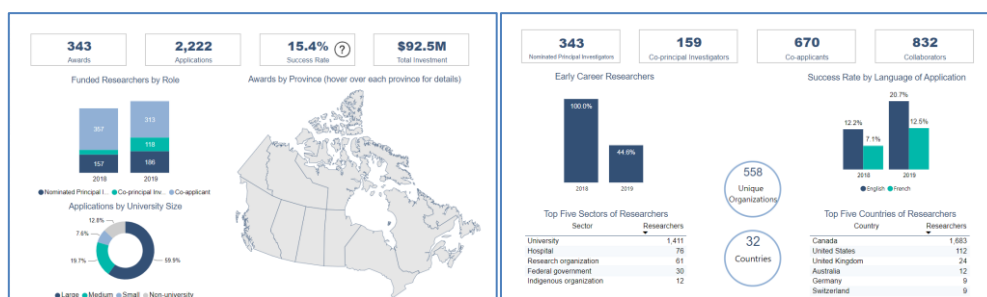 343
Awards
2,222
Applications
15.4% ?
Success Rate
$92.5M
Total Investment
Funded Researchers by Role
357
157
2018
313
118
186
2019
Nominated Principal I... Co-principal Inv... Co-applicant
Awards by Province (hover over each province for details)
Applications by University Size
12.8%
7.6%
19.7%
59.9%
Large Medium Small Non-university
343
Nominated Principal Investigators
159
Co-principal Investigators
670
Co-applicants
832
Collaborators
Early Career Researchers
100.0%
44.6%
2018 2019
Success Rate by Language of Application
12.2%
7.1%
20.7%
12.5%
2018 2019
English French
558
Unique
Organizations
32
Countries
Top Five Sectors of Researchers
Sector Researchers
University 1,411
Hospital 76
Research organization 61
Federal government 30
Indigenous organization 12
Top Five Countries of Researchers
Country Researchers
Canada 1,683
United States 112
United Kingdom 24
Australia 12
Germany 9
Switzerland 9